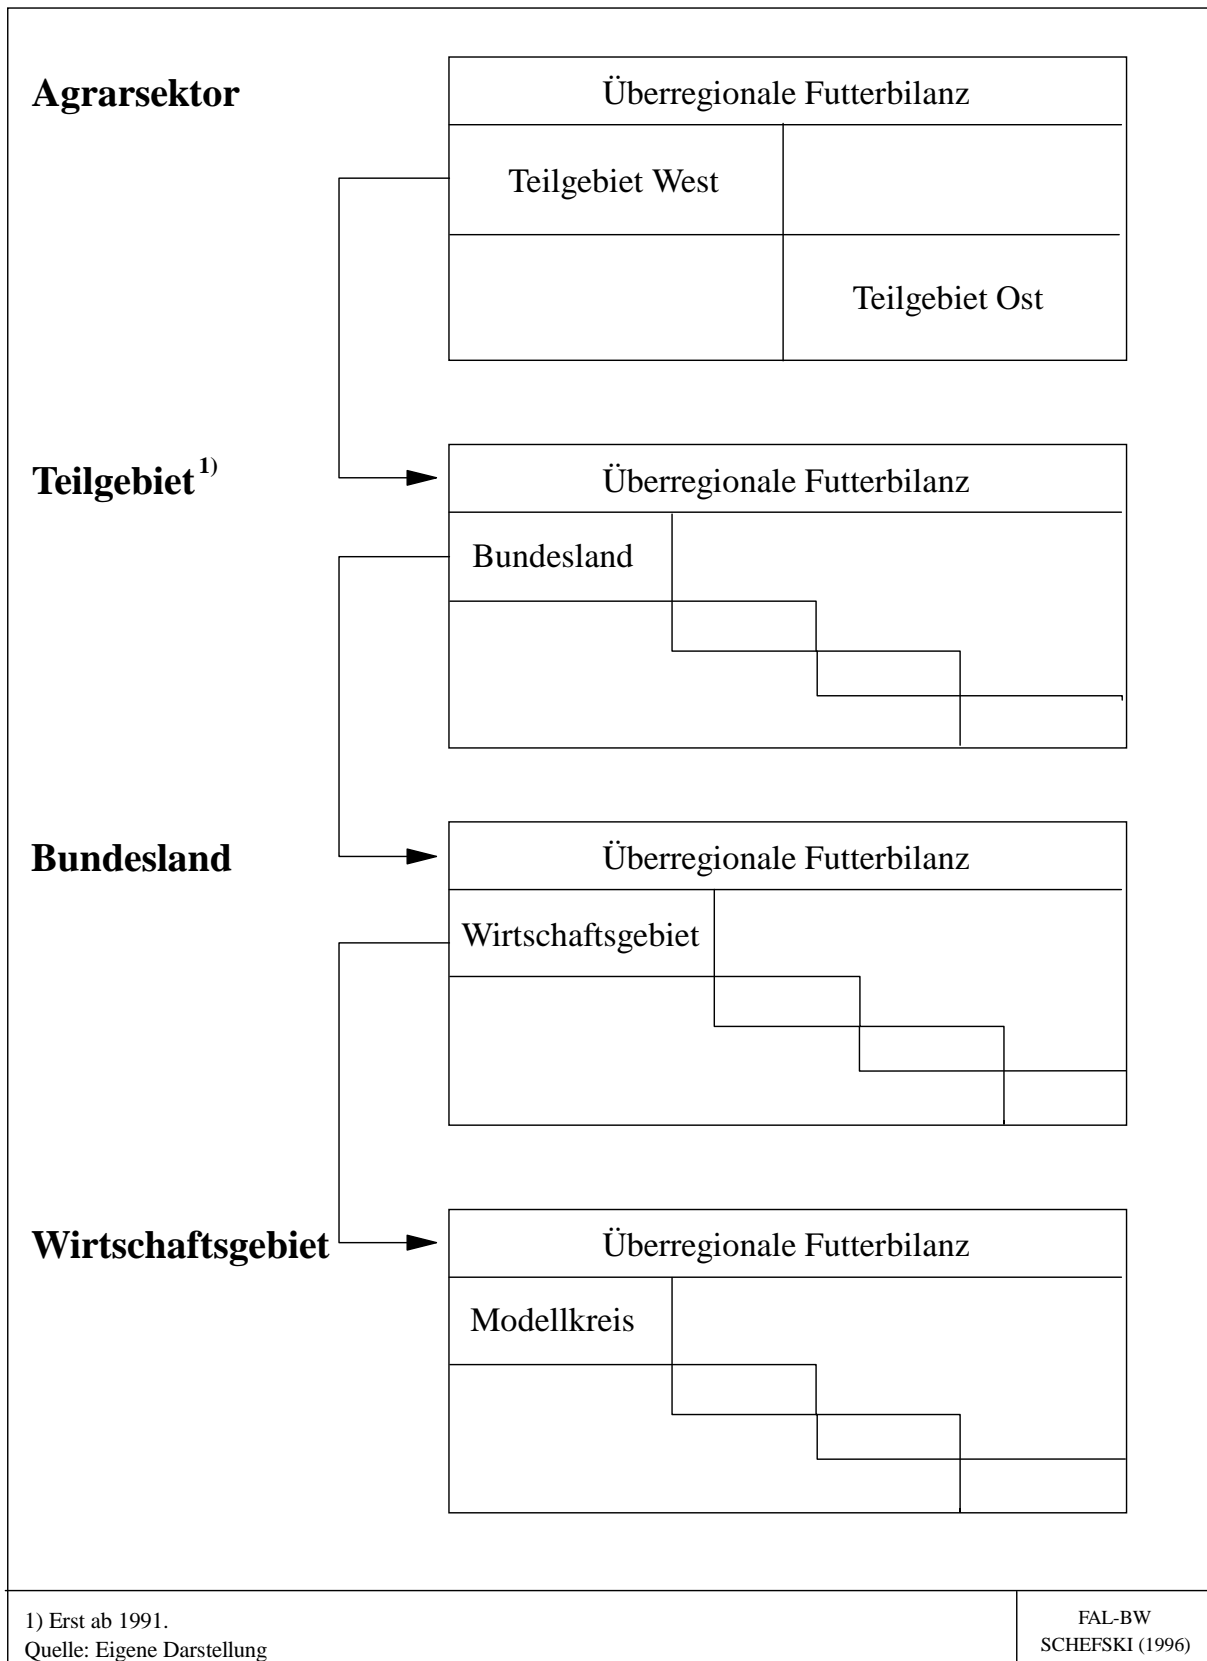 Agrarsektor
Überregionale Futterbilanz
Teilgebiet West
Teilgebiet Ost
Teilgebiet 1)
Überregionale Futterbilanz
Bundesland
Bundesland
Überregionale Futterbilanz
Wirtschaftsgebiet
Wirtschaftsgebiet
Überregionale Futterbilanz
Modellkreis
1) Erst ab 1991.
Quelle: Eigene Darstellung
FAL-BW
SCHEFSKI (1996)